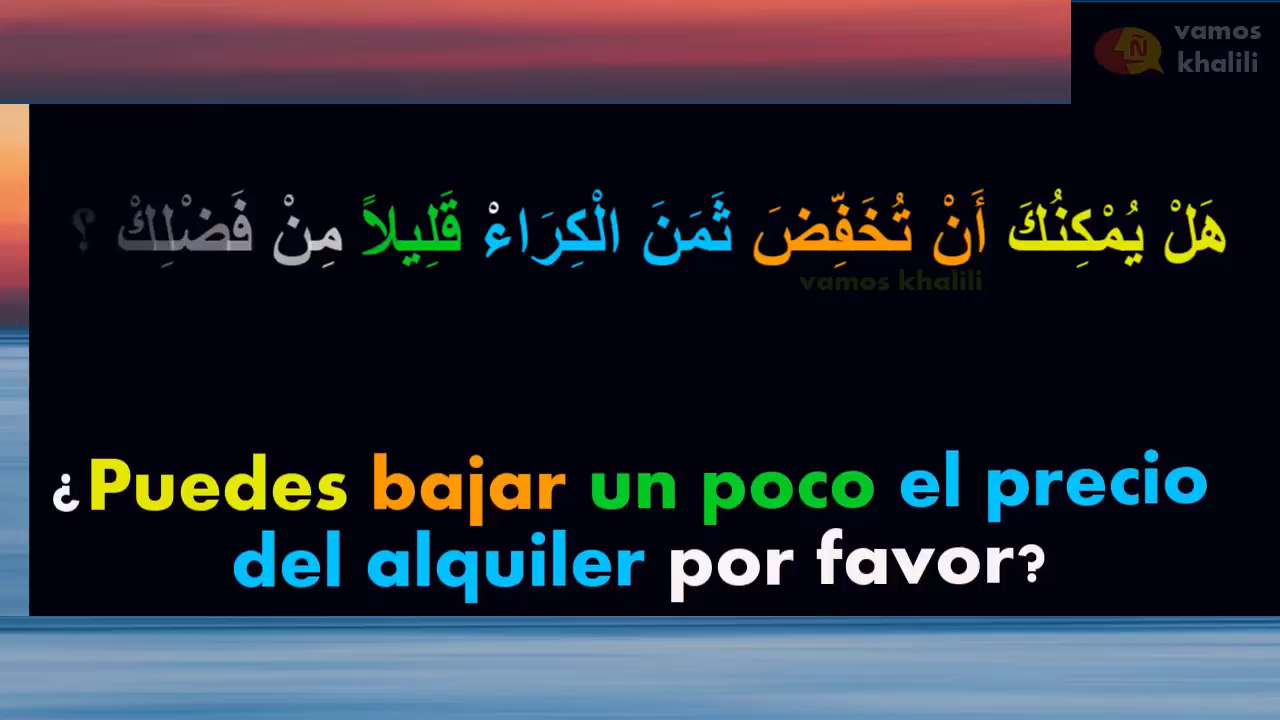 vamos
khalili
هَلْ يُمْكِنُكَ أَنْ تُخَفِّضَ ثَمَنَ الْكِرَاءْ قَلِيلاً مِنْ فَضْلِكْ ؟
vamos khalili
¿Puedes bajar un poco el precio
del alquiler por favor?